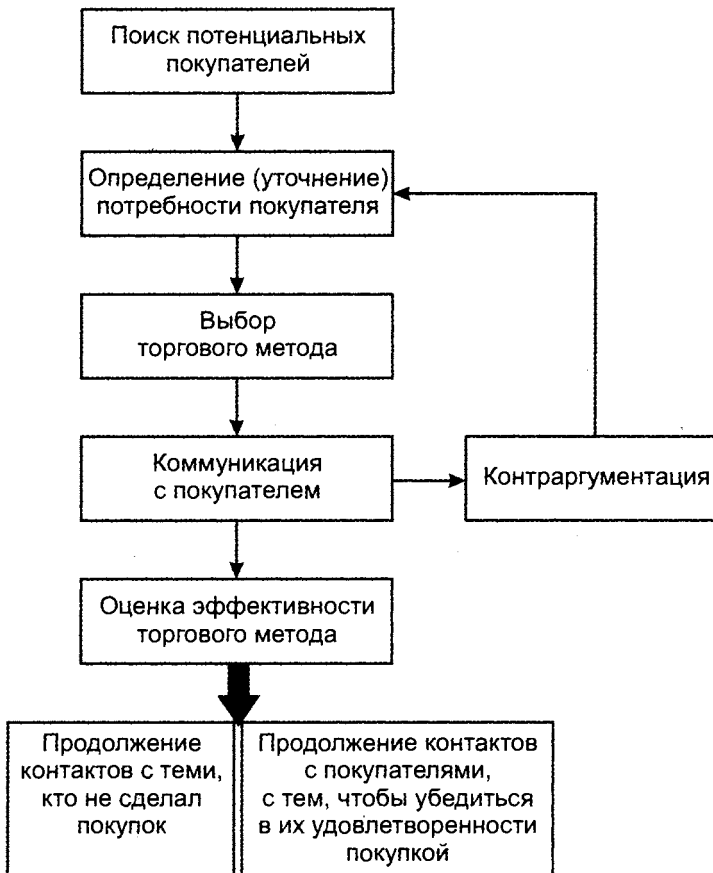 Поиск потенциальных
покупателей
Определение (уточнение)
потребности покупателя
Выбор
торгового метода
Коммуникация
с покупателем
Контраргументация
Оценка эффективности
торгового метода
Продолжение
контактов с теми,
кто не сделал
покупок
Продолжение контактов
с покупателями,
с тем, чтобы убедиться
в их удовлетворенности
покупкой